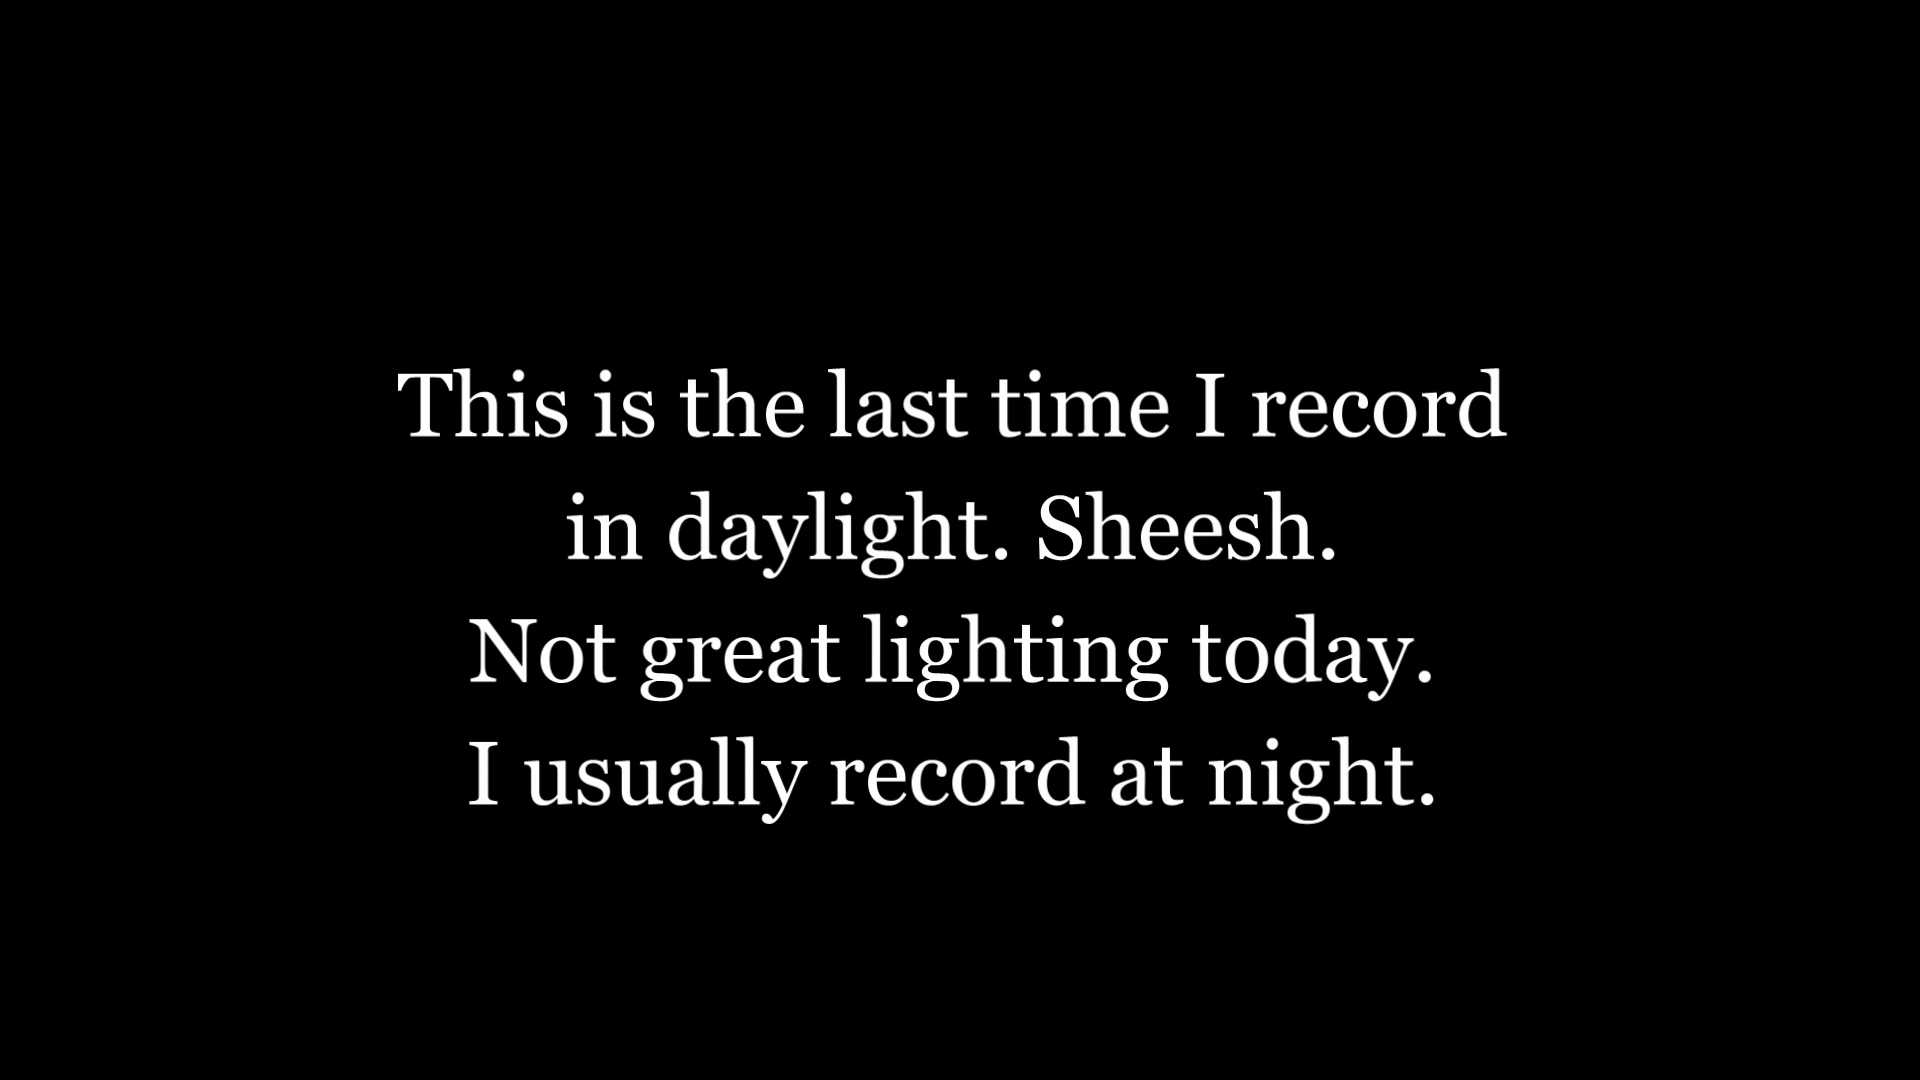 This is the last time I record
in daylight. Sheesh.
Not great lighting today.
I usually record at night.